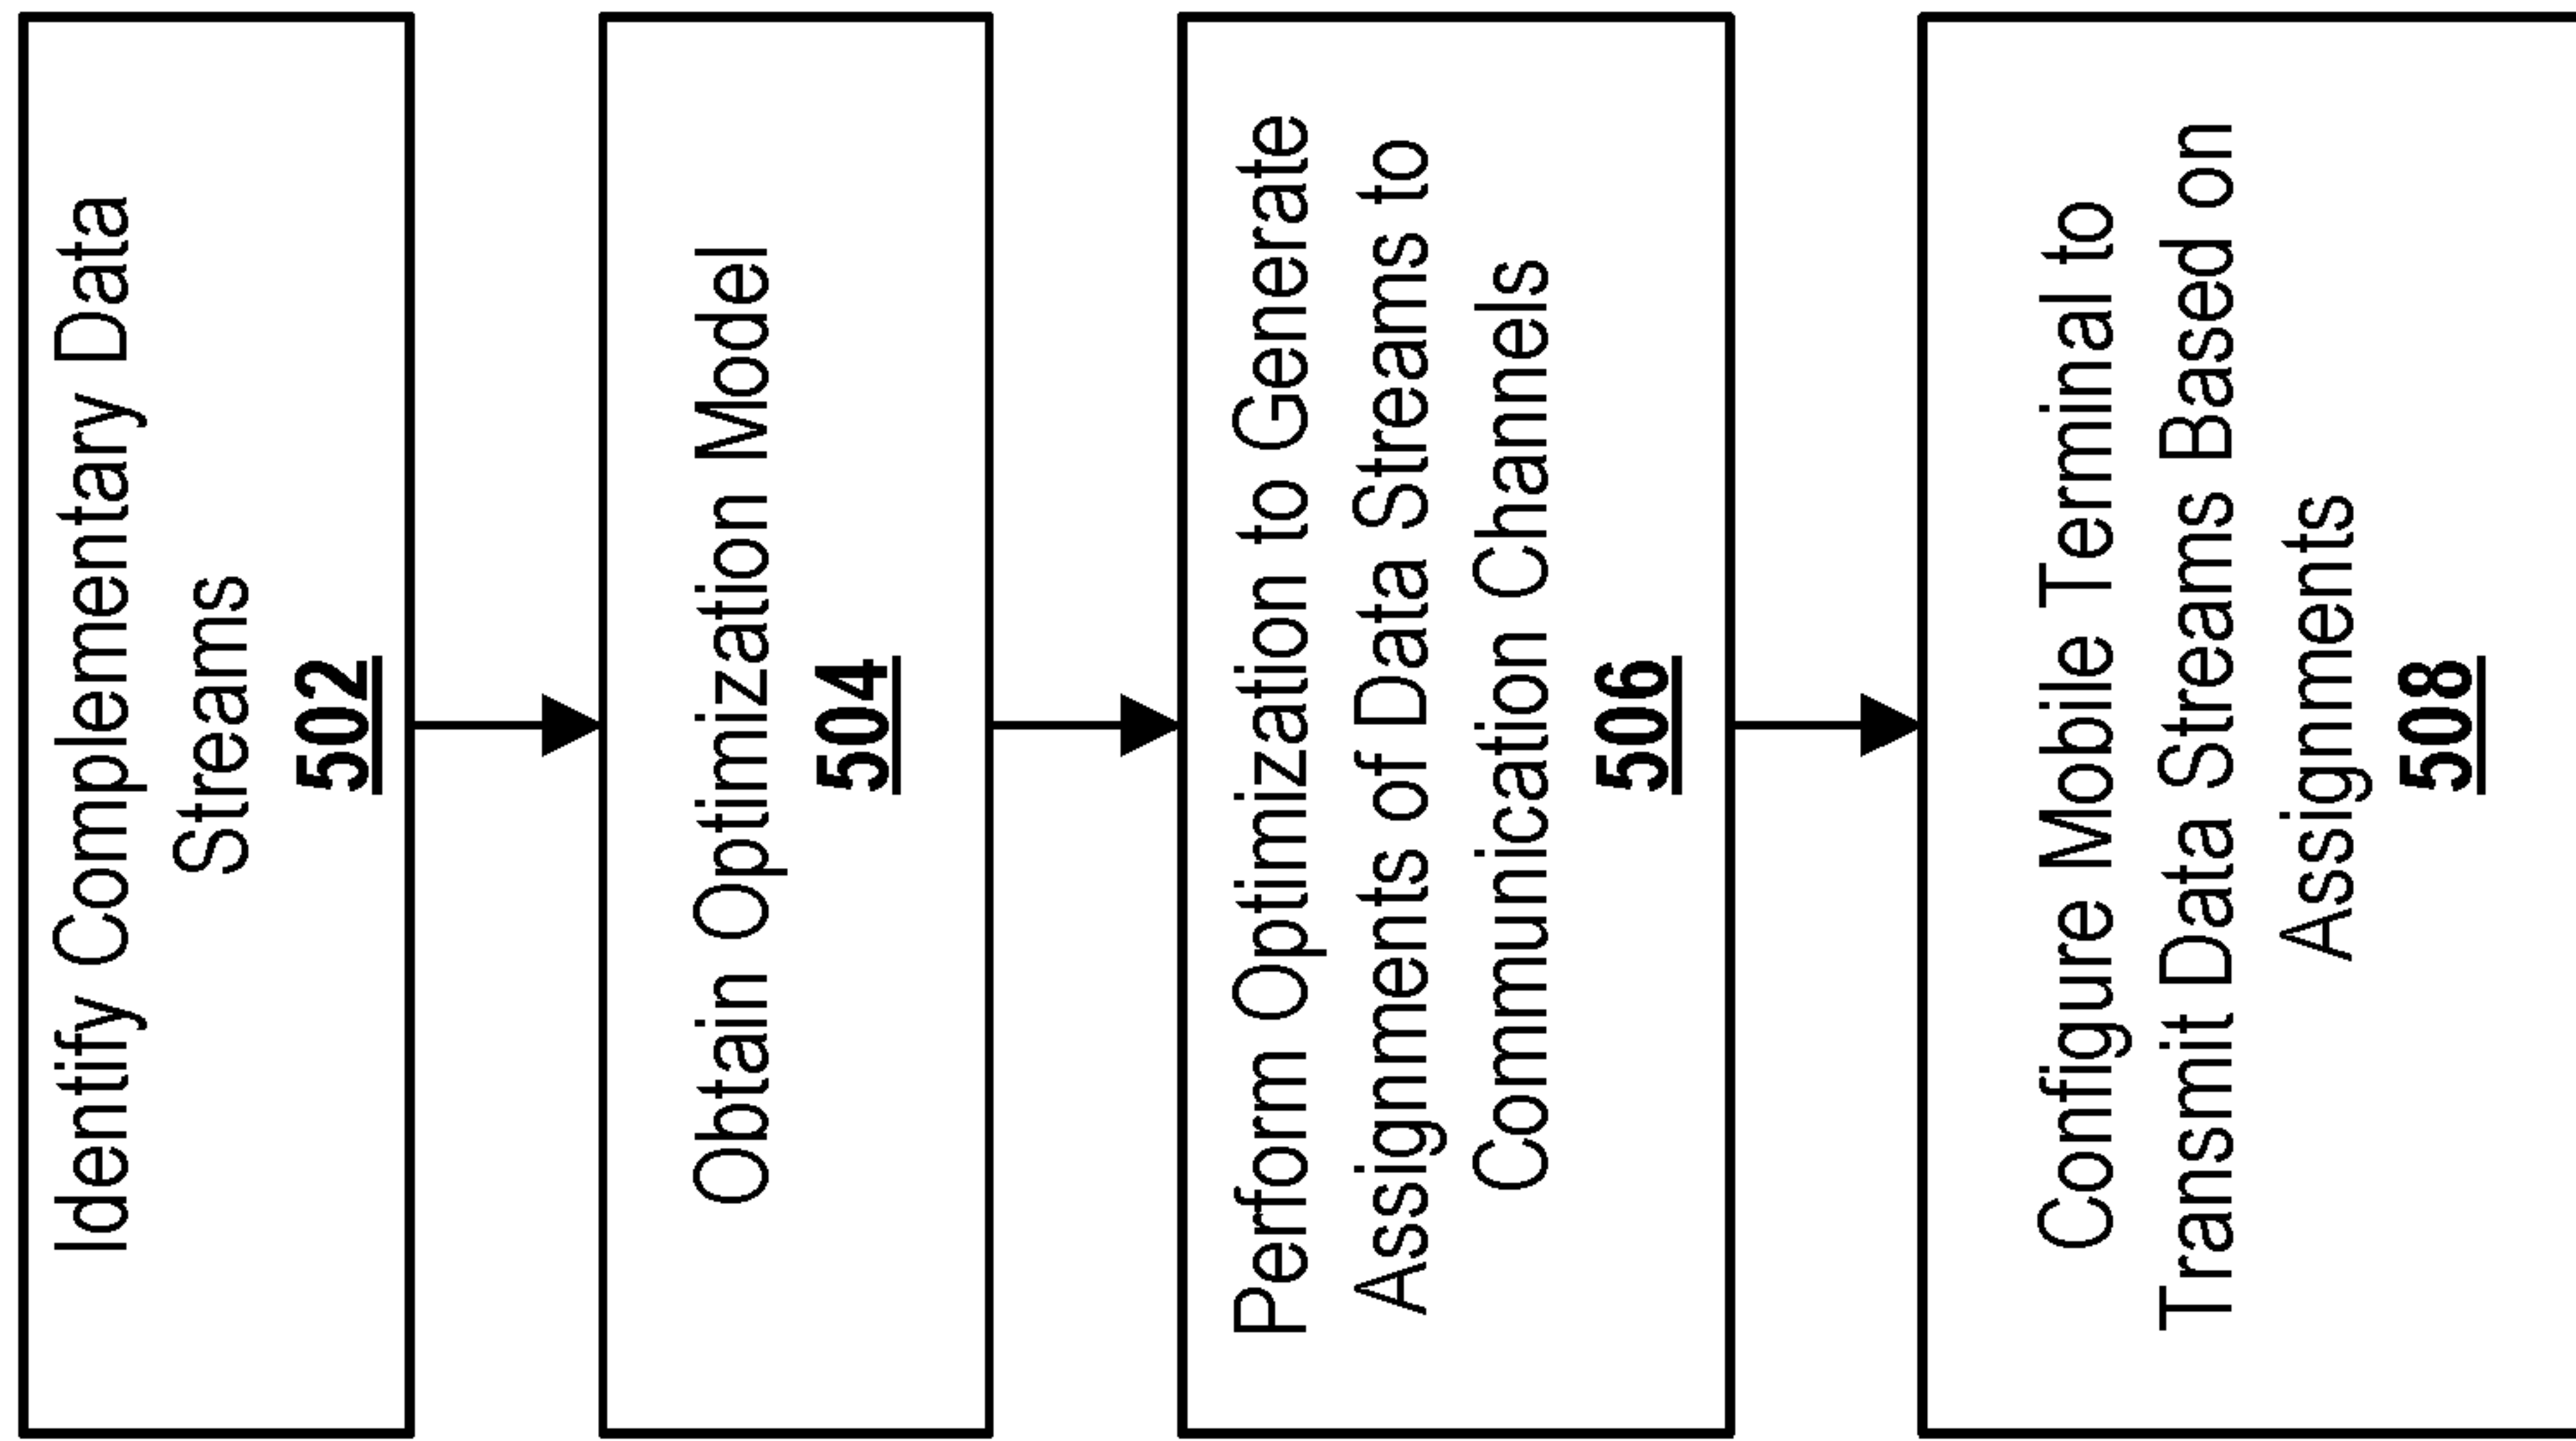 Identify Complementary Data
Streams
502
Obtain Optimization Model
504
Perform Optimization to Generate
Assignments of Data Streams to
Communication Channels
506
Configure Mobile Terminal to
Transmit Data Streams Based on
Assignments
508